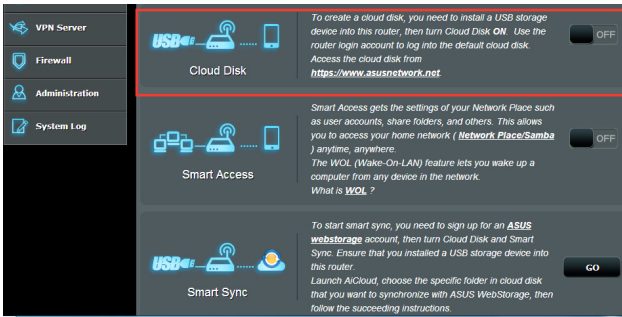 VPN Server
Firewall
Administration
System Log
To create a cloud disk, you need to install a USB storage
device into this router, then turn Cloud Disk ON. Use the
router login account to log into the default cloud disk.
Access the cloud disk from
https://www.asusnetwork.net.
USB
Cloud Disk
OFF
Smart Access gets the settings of your Network Place such
as user accounts, share folders, and others. This allows
you to access your home network ( Network Place/Samba
) anytime, anywhere.
The WOL (Wake-On-LAN) feature lets you wake up a
computer from any device in the network.
What is WOL ?
Smart Access
OFF
To start smart sync, you need to sign up for an ASUS
webstorage account, then turn Cloud Disk and Smart
Sync. Ensure that you installed a USB storage device into
this router.
Launch AiCloud, choose the specific folder in cloud disk
that you want to synchronize with ASUS WebStorage, then
follow the succeeding instructions.
USB
Smart Sync
GO